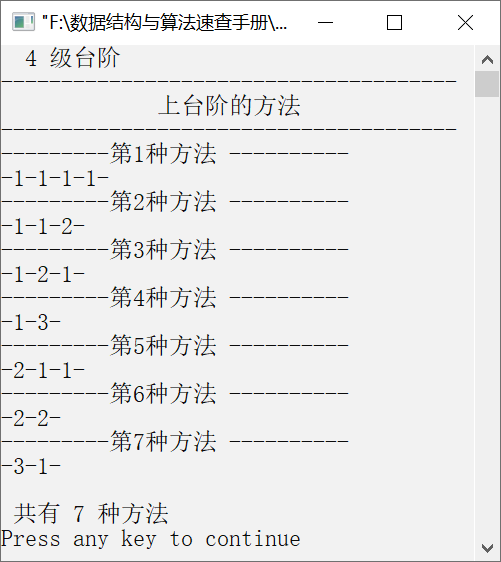 "F:\数据结构与算法速查手册\...
4 级台阶
--------------------------------------
上台阶的方法
--------------------------------------
---------第1种方法 ----------
-1-1-1-1-
---------第2种方法 ----------
-1-1-2-
---------第3种方法 ----------
-1-2-1-
---------第4种方法 ----------
-1-3-
---------第5种方法 ----------
-2-1-1-
---------第6种方法 ----------
-2-2-
---------第7种方法 ----------
-3-1-
共有 7 种方法
Press any key to continue